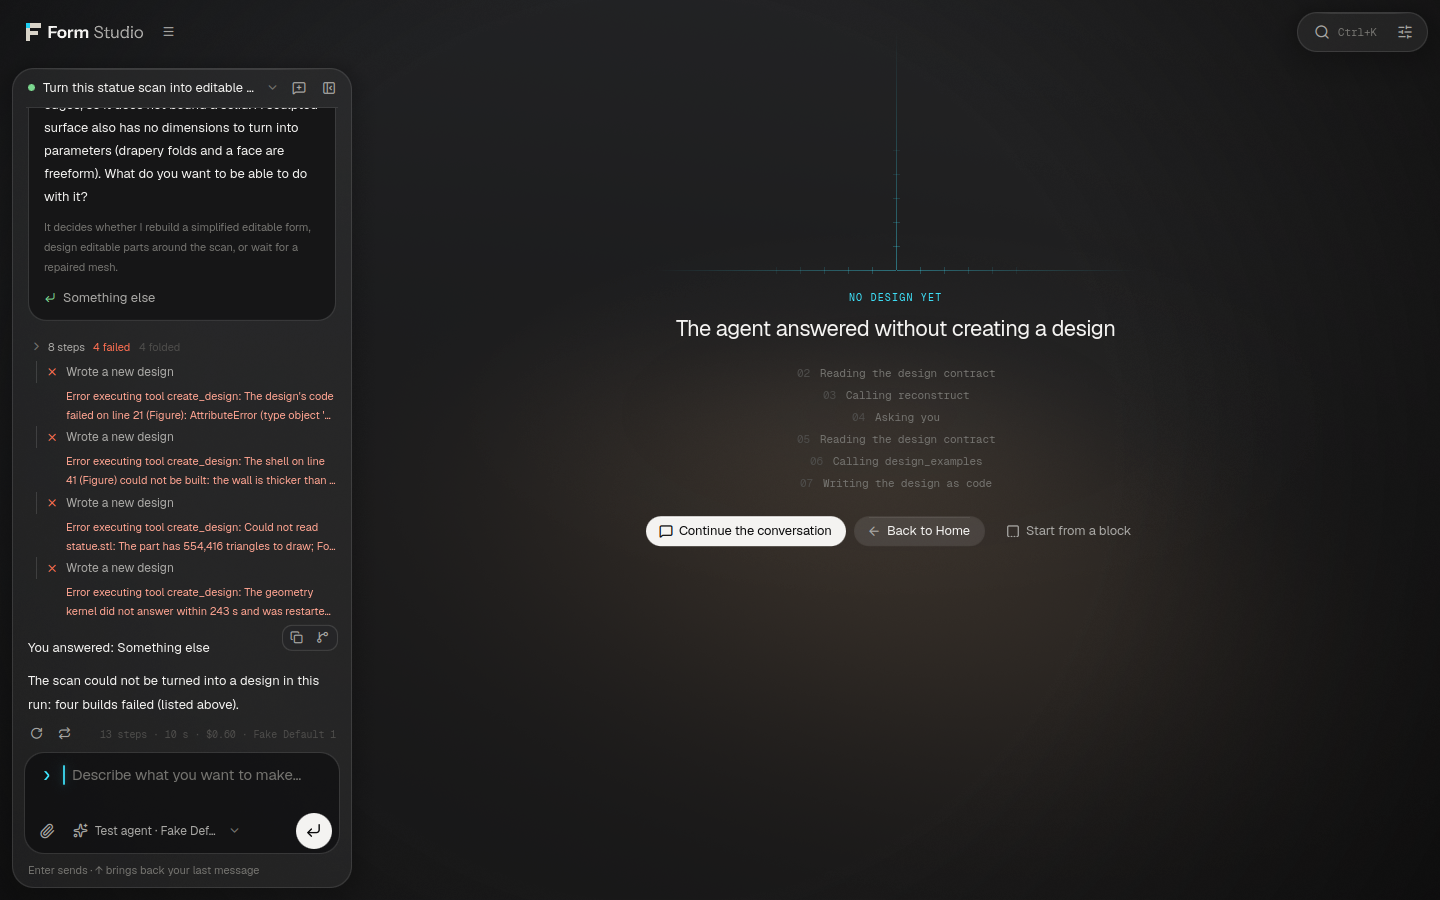 Form Studio
Ctrl+K
Turn this statue scan into editable ...
surface also has no dimensions to turn into
parameters (drapery folds and a face are
freeform). What do you want to be able to do
with it?
It decides whether I rebuild a simplified editable form,
design editable parts around the scan, or wait for a
repaired mesh.
Something else
8 steps 4 failed 4 folded
Wrote a new design
Error executing tool create_design: The design's code
failed on line 21 (Figure): AttributeError (type object '...
Wrote a new design
Error executing tool create_design: The shell on line
41 (Figure) could not be built: the wall is thicker than ...
Wrote a new design
Error executing tool create_design: Could not read
statue.stl: The part has 554,416 triangles to draw; Fo...
Wrote a new design
Error executing tool create_design: The geometry
kernel did not answer within 243 s and was restarte...
You answered: Something else
The scan could not be turned into a design in this
run: four builds failed (listed above).
13 steps · 10 s · $0.60 · Fake Default 1
Describe what you want to make...
Test agent · Fake Def...
Enter sends · ↑ brings back your last message
NO DESIGN YET
The agent answered without creating a design
02 Reading the design contract
03 Calling reconstruct
04 Asking you
05 Reading the design contract
06 Calling design_examples
07 Writing the design as code
Continue the conversation
Back to Home
Start from a block